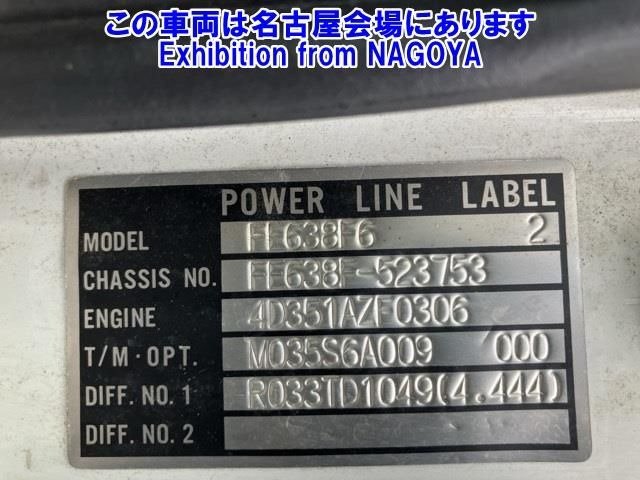 この車両は名古屋会場にあります
Exhibition from NAGOYA
POWER LINE LABEL
MODEL FE638F6 2
CHASSIS NO. FE638F-523753
ENGINE 4D351AZF0306
T/M·OPT. M035S6A009 000
DIFF. NO. 1 R033TD1049(4.444)
DIFF. NO. 2